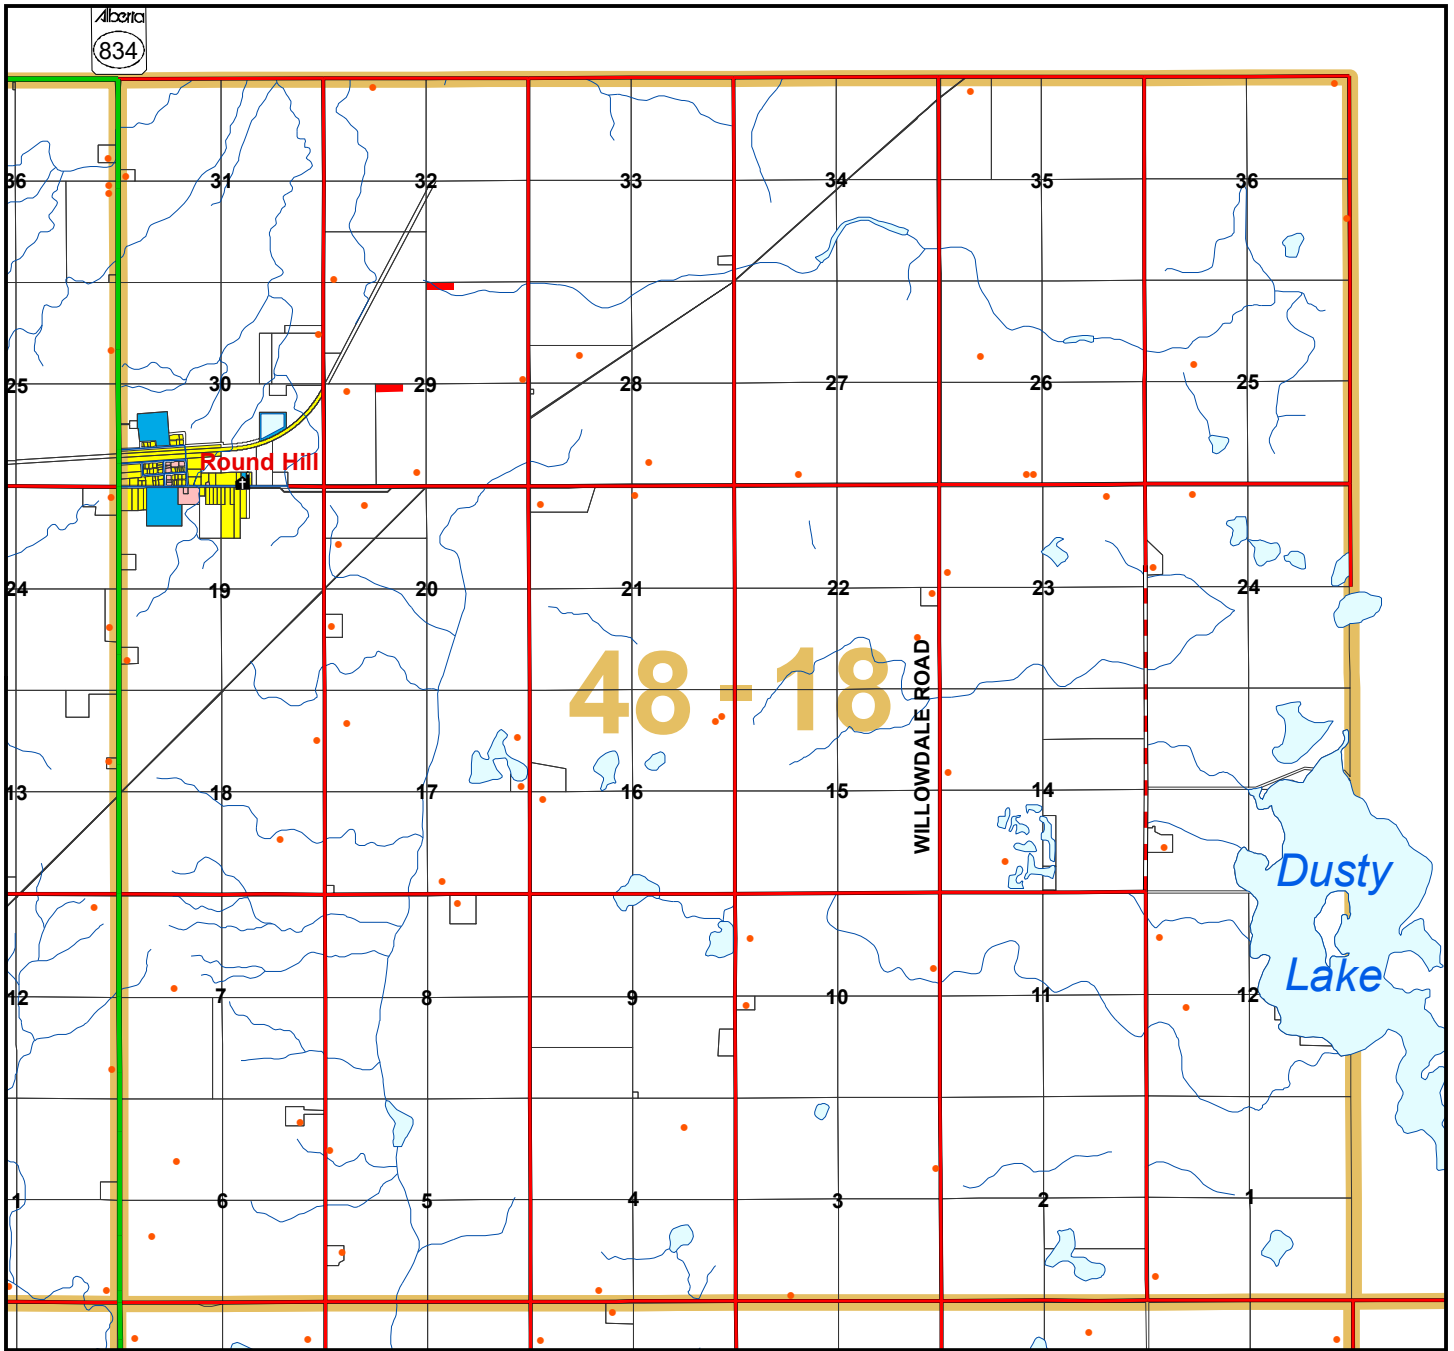 Alberta
834
36 31 32 33 34 35 36
25 30 29 28 27 26 25
Round Hill
24 19 20 21 22 23 24
48 - 18
WILLOWDALE ROAD
13 18 17 16 15 14
Dusty
Lake
12 7 8 9 10 11 12
1 6 5 4 3 2 1